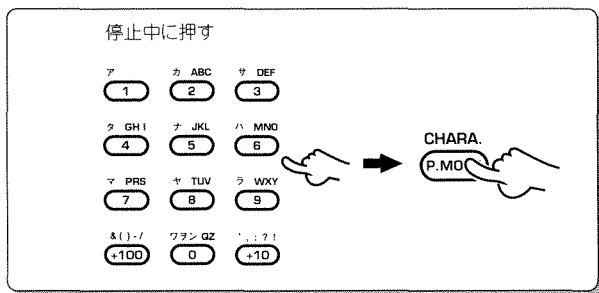 停止中に押す
ア カ ABC サ DEF
1 2 3
タ GHI ナ JKL ハ MNO
4 5 6
CHARA.
P.MO
マ PRS ヤ TUV ラ WXY
7 8 9
&()-/ ワヲン QZ ' , : ? !
+100 0 +10